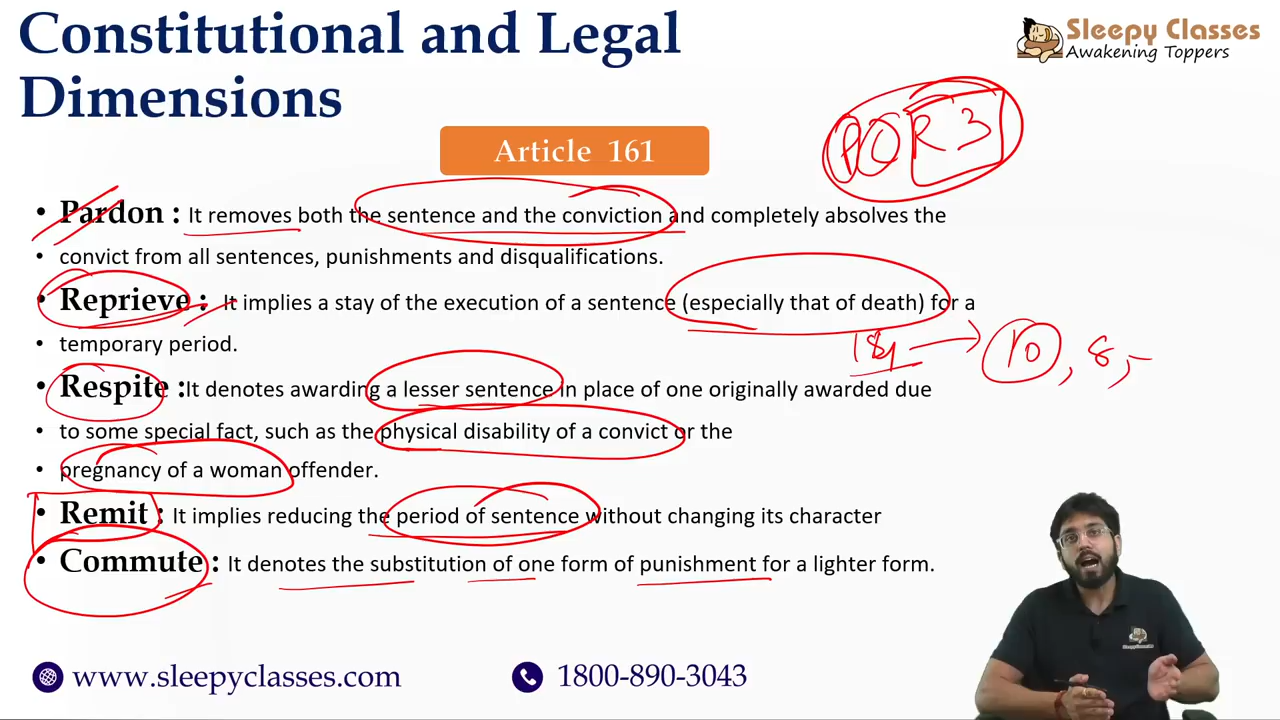 Constitutional and Legal
Dimensions
Sleepy Classes
Awakening Toppers
PCR3
Article 161
• Pardon : It removes both the sentence and the conviction and completely absolves the
• convict from all sentences, punishments and disqualifications.
• Reprieve : It implies a stay of the execution of a sentence (especially that of death) for a
• temporary period.
10, 8,
• Respite :It denotes awarding a lesser sentence in place of one originally awarded due
• to some special fact, such as the physical disability of a convict or the
• pregnancy of a woman offender.
• Remit : It implies reducing the period of sentence without changing its character
• Commute : It denotes the substitution of one form of punishment for a lighter form.
www.sleepyclasses.com
1800-890-3043